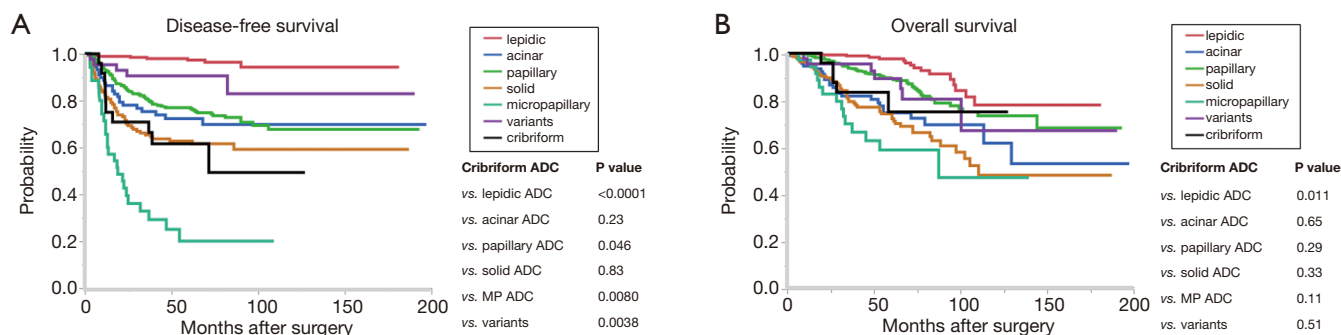 A
Disease-free survival
1.0
0.8
0.6
0.4
0.2
0.0
Probability
0
50
100
150
200
Months after surgery
lepidic
acinar
papillary
solid
micropapillary
variants
cribriform
Cribriform ADC P value
vs. lepidic ADC <0.0001
vs. acinar ADC 0.23
vs. papillary ADC 0.046
vs. solid ADC 0.83
vs. MP ADC 0.0080
vs. variants 0.0038
B
Overall survival
1.0
0.8
0.6
0.4
0.2
0.0
Probability
0
50
100
150
200
Months after surgery
lepidic
acinar
papillary
solid
micropapillary
variants
cribriform
Cribriform ADC P value
vs. lepidic ADC 0.011
vs. acinar ADC 0.65
vs. papillary ADC 0.29
vs. solid ADC 0.33
vs. MP ADC 0.11
vs. variants 0.51